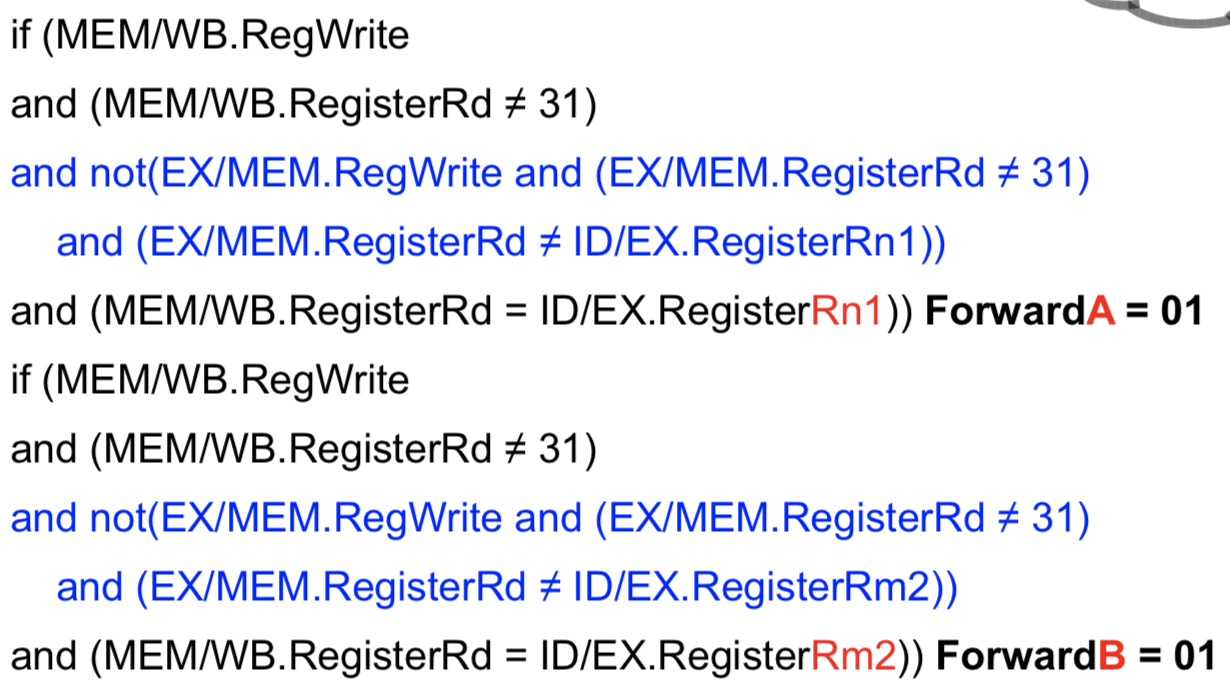 if (MEM/WB.RegWrite
and (MEM/WB.RegisterRd ≠ 31)
and not(EX/MEM.RegWrite and (EX/MEM.RegisterRd ≠ 31)
and (EX/MEM.RegisterRd ≠ ID/EX.RegisterRn1))
and (MEM/WB.RegisterRd = ID/EX.RegisterRn1)) ForwardA = 01
if (MEM/WB.RegWrite
and (MEM/WB.RegisterRd ≠ 31)
and not(EX/MEM.RegWrite and (EX/MEM.RegisterRd ≠ 31)
and (EX/MEM.RegisterRd ≠ ID/EX.RegisterRm2))
and (MEM/WB.RegisterRd = ID/EX.RegisterRm2)) ForwardB = 01